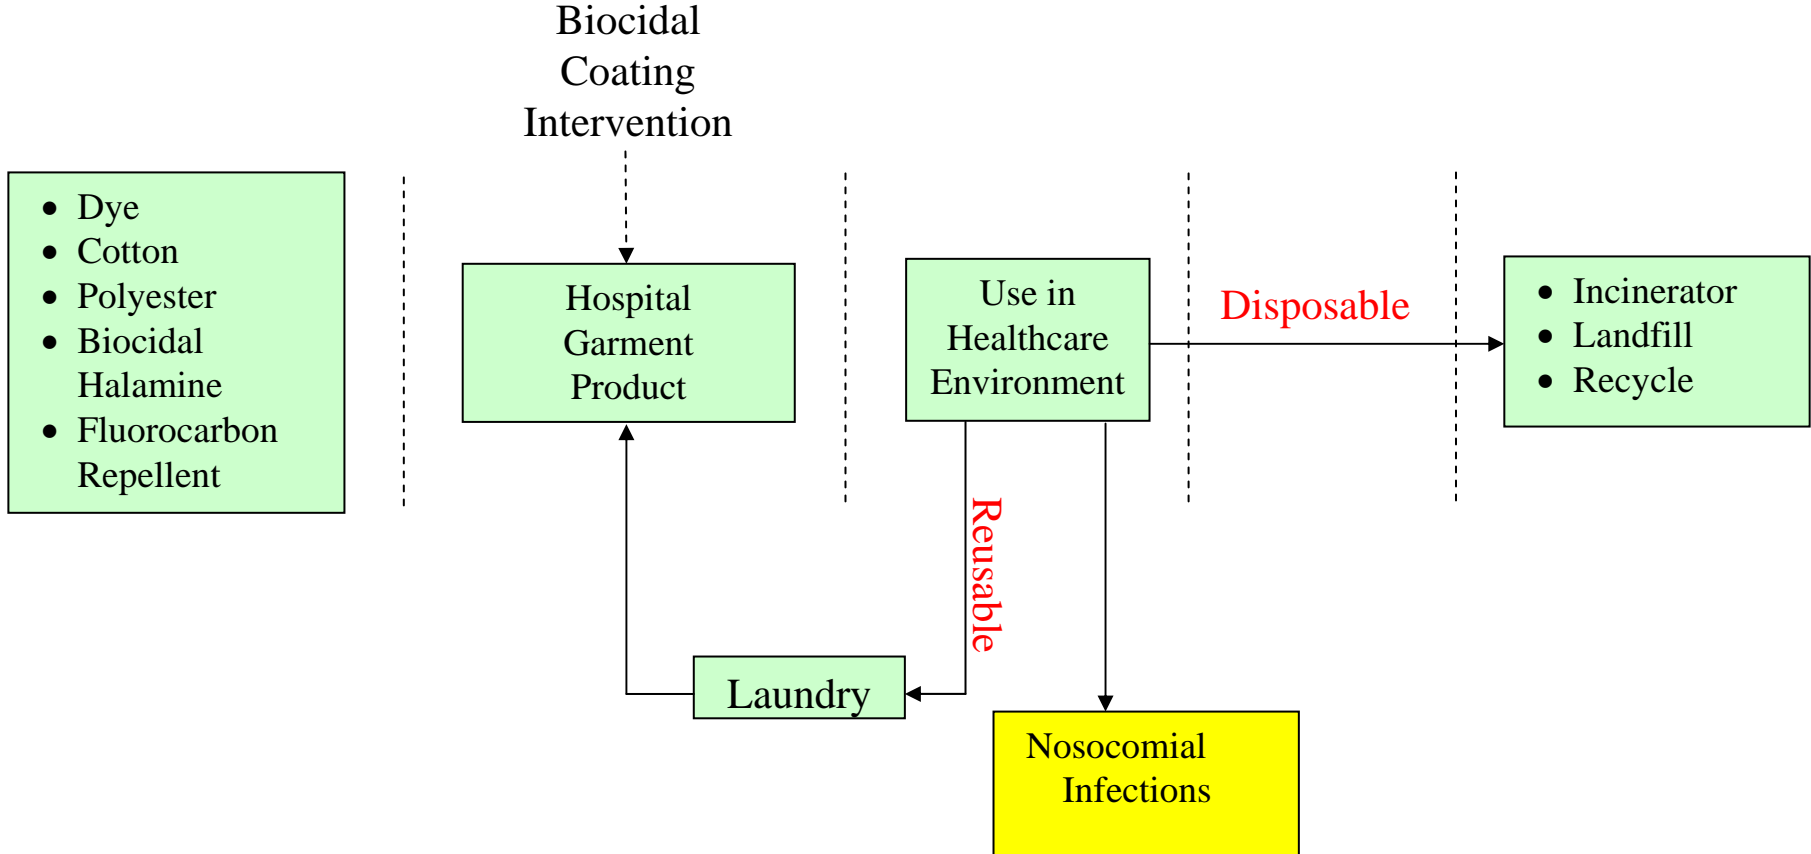 Biocidal
Coating
Intervention
• Dye
• Cotton
• Polyester
• Biocidal
Halamine
• Fluorocarbon
Repellent
Hospital
Garment
Product
Use in
Healthcare
Environment
Disposable
• Incinerator
• Landfill
• Recycle
Reusable
Laundry
Nosocomial
Infections